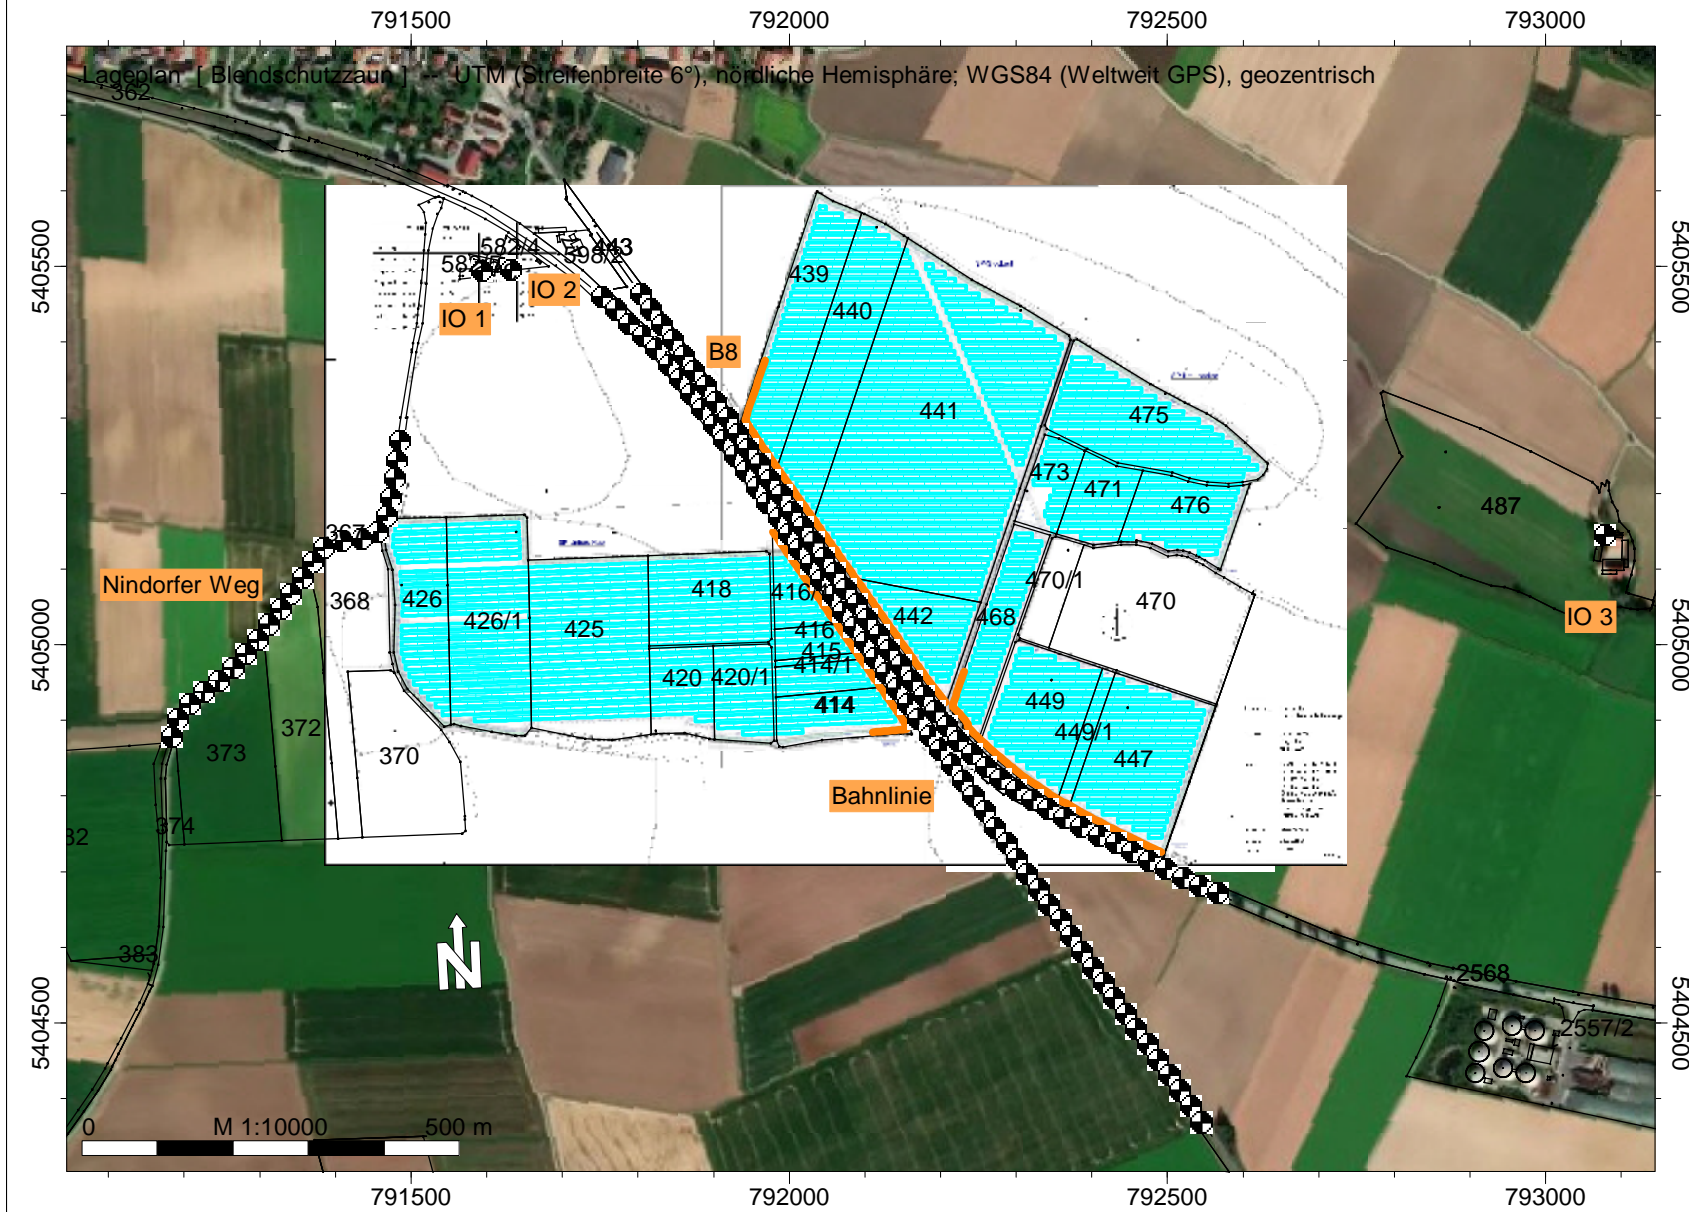 791500 792000 792500 793000
Lageplan [ Blendschutzzaun ] -- UTM (Streifenbreite 6°), nördliche Hemisphäre; WGS84 (Weltweit GPS), geozentrisch
362
5405500 5405500
582/4 443
598/2
439
IO 2
440
IO 1
B8
441 475
473
471
476 487
367
Nindorfer Weg
368 426 418
470/1
470
426/1 425
442 468 IO 3
416
415
414/1
5405000 5405000
420 420/1
414 449
372
449/1
373 370 447
Bahnlinie
374
383
2568
2557/2
5404500 5404500
N
0 M 1:10000 500 m
791500 792000 792500 793000